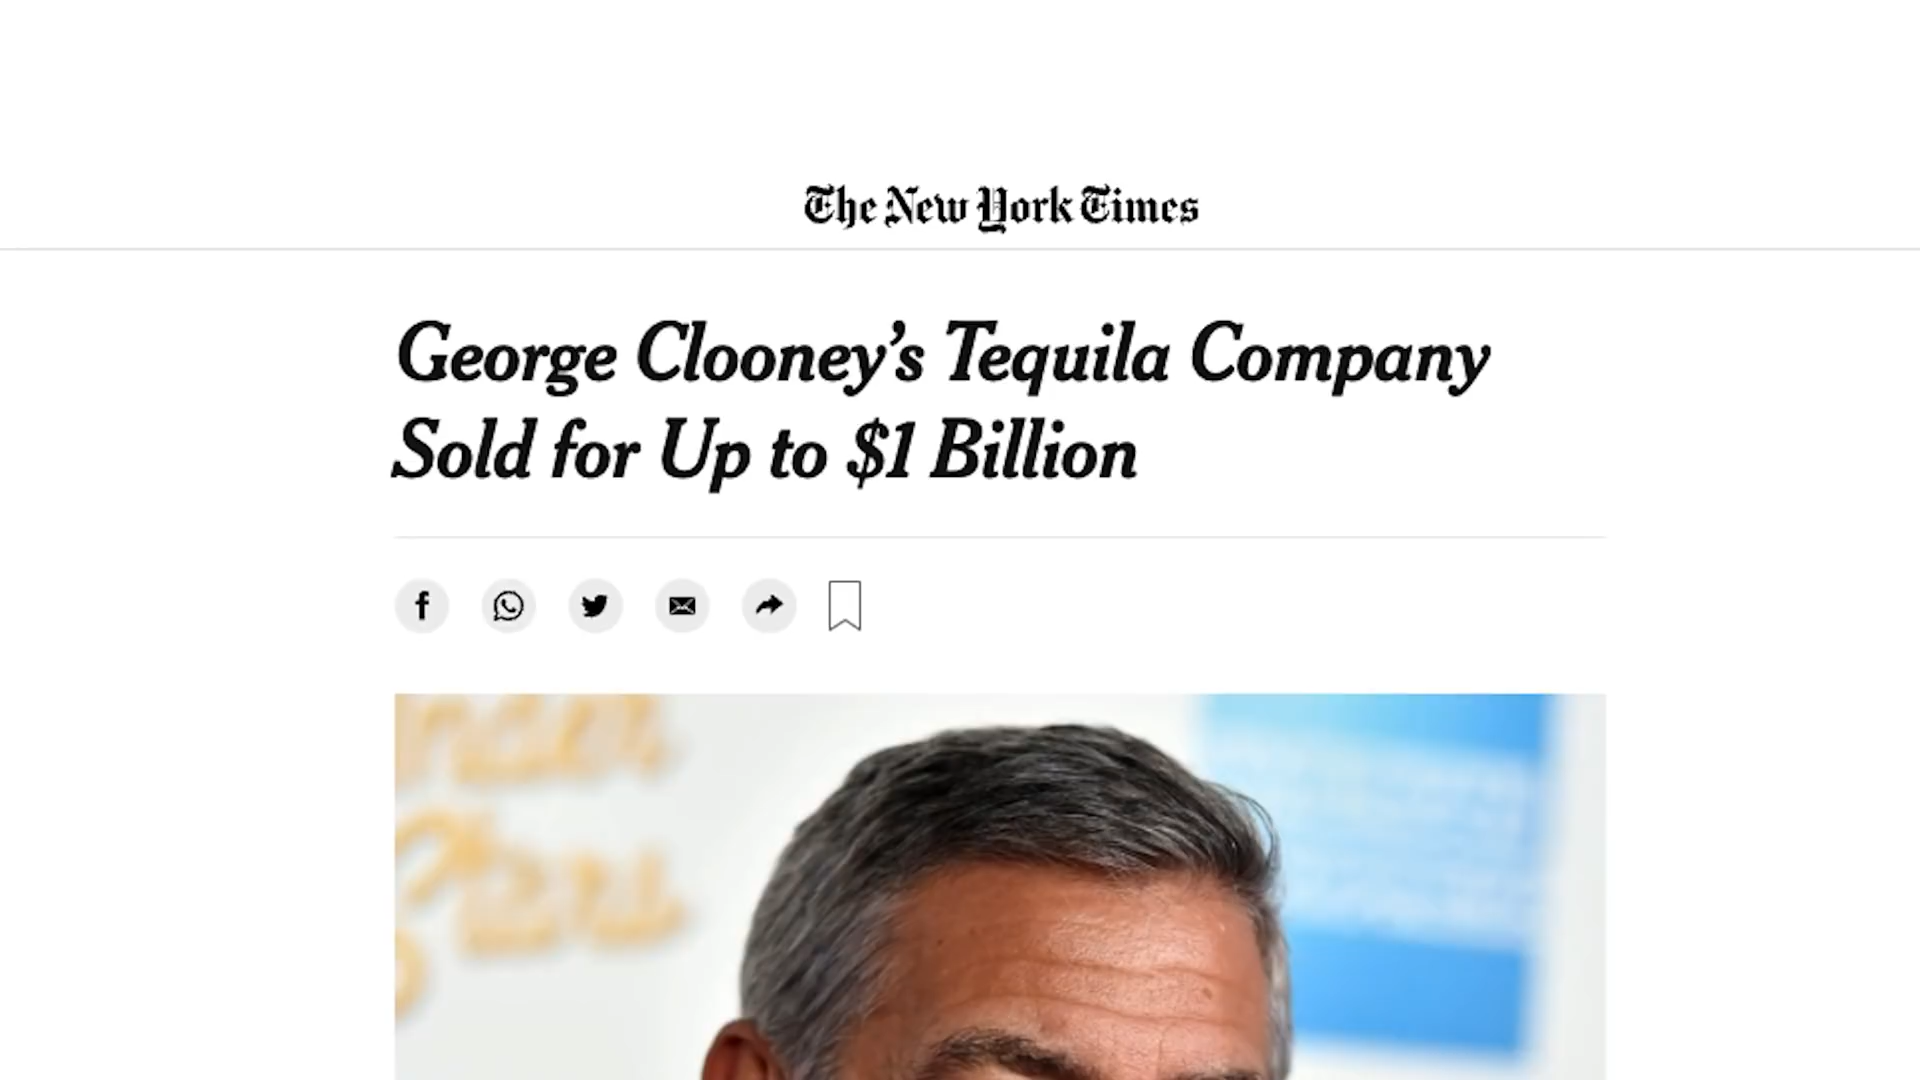 The New York Times
George Clooney’s Tequila Company
Sold for Up to $1 Billion